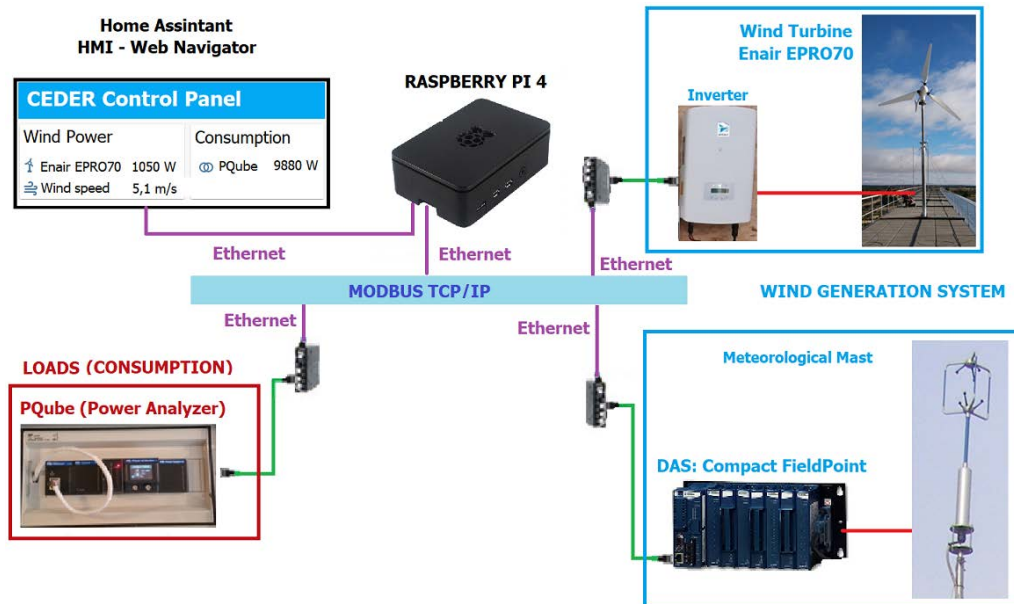 Home Assintant
HMI - Web Navigator
CEDER Control Panel
Wind Power
Enair EPRO70 1050 W
Wind speed 5,1 m/s
Consumption
PQube 9880 W
RASPBERRY PI 4
Wind Turbine
Enair EPRO70
Inverter
Ethernet
Ethernet
Ethernet
MODBUS TCP/IP
WIND GENERATION SYSTEM
Ethernet
Ethernet
LOADS (CONSUMPTION)
PQube (Power Analyzer)
Meteorological Mast
DAS: Compact FieldPoint